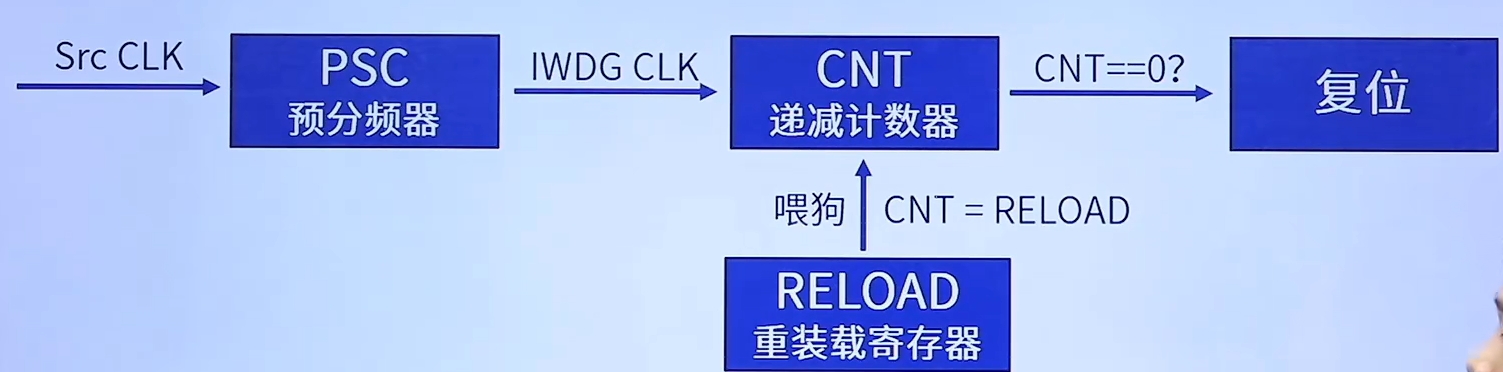 Src CLK
PSC
预分频器
IWDG CLK
CNT
递减计数器
CNT==0?
复位
喂狗
CNT = RELOAD
RELOAD
重装载寄存器